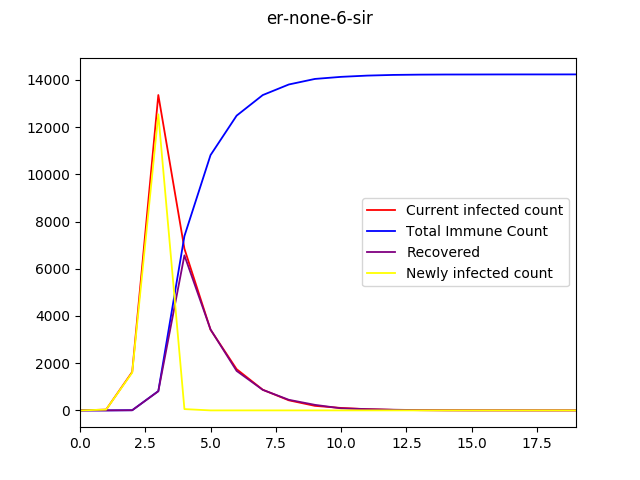 er-none-6-sir
14000
12000
10000
8000
6000
4000
2000
0
Current infected count
Total Immune Count
Recovered
Newly infected count
0.0 2.5 5.0 7.5 10.0 12.5 15.0 17.5